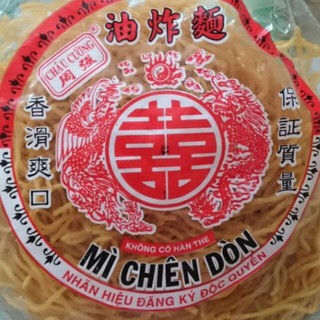 油炸麵
CHÂU CƯỜNG
周強
香滑爽口
保証質量
囍
KHÔNG CÓ HÀN THE
MÌ CHIÊN DÒN
NHÃN HIỆU ĐĂNG KÝ ĐỘC QUYỀN